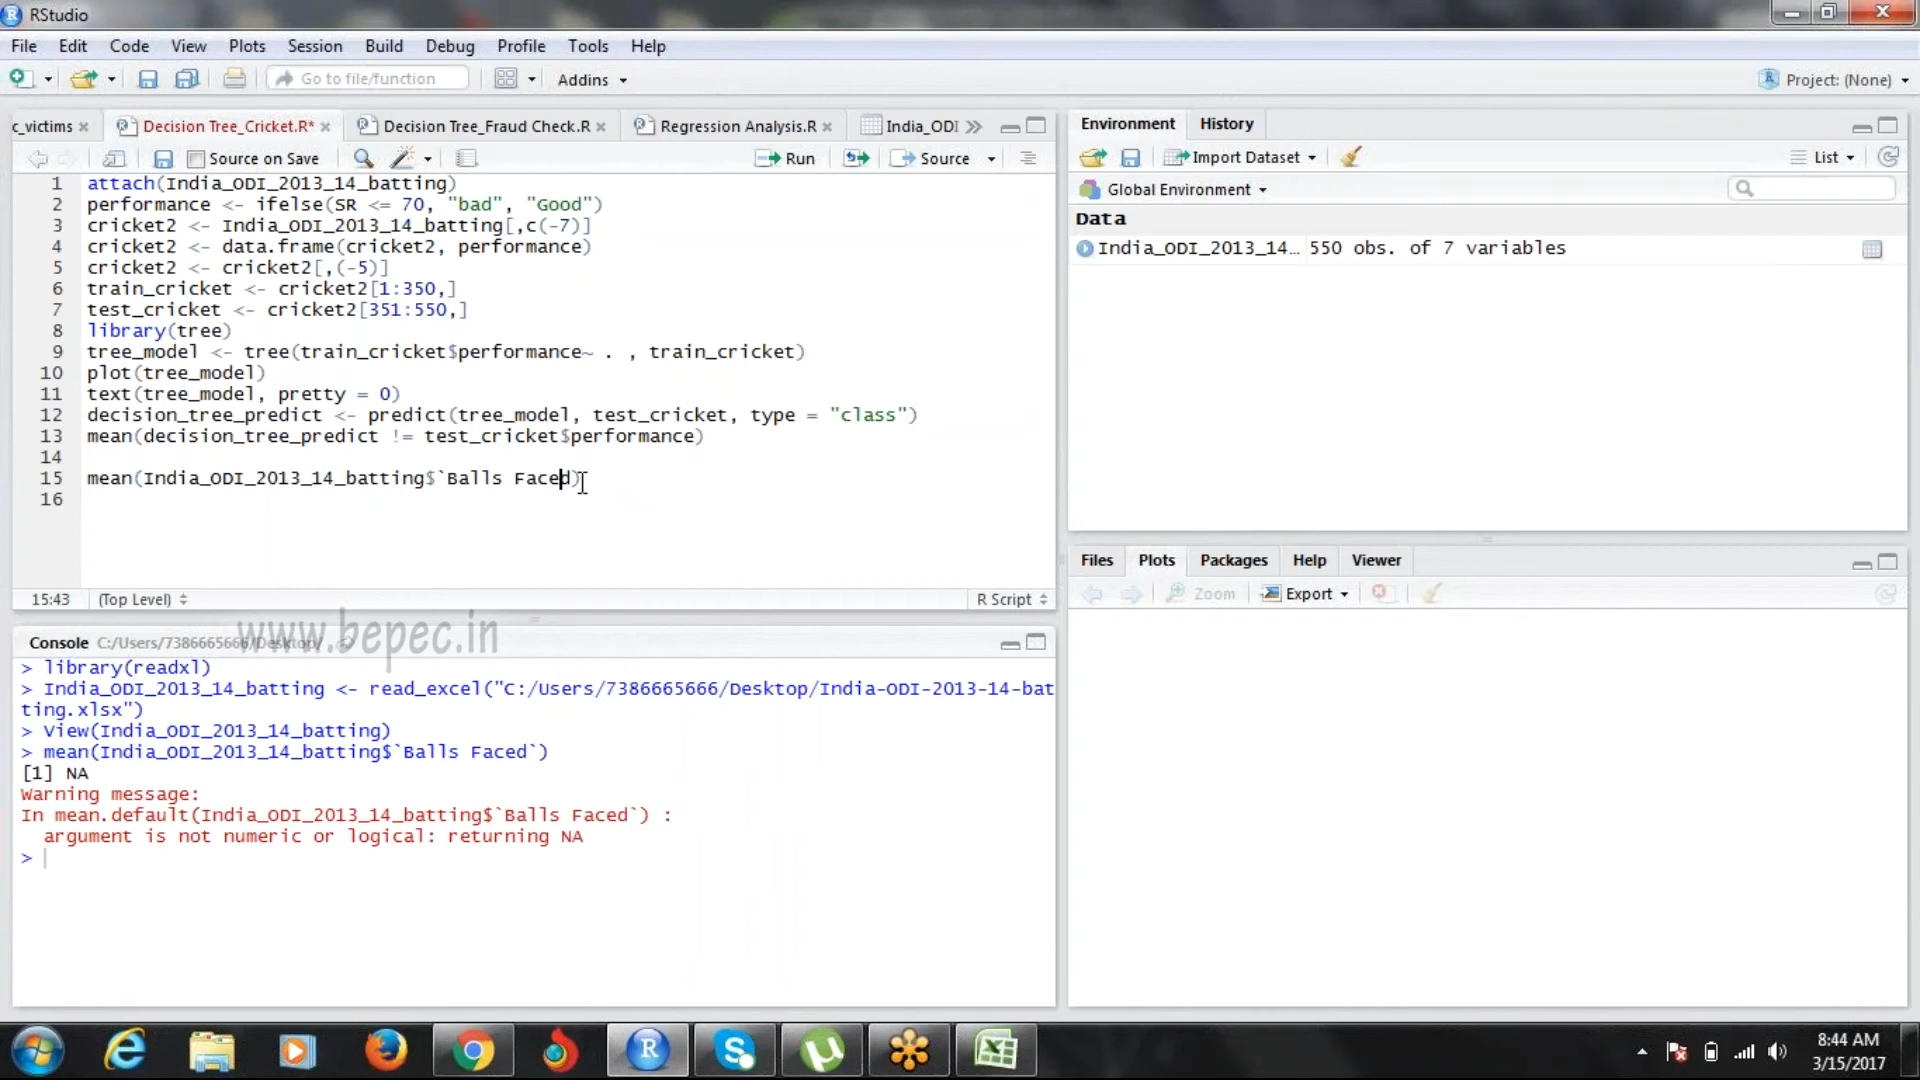 RStudio
File Edit Code View Plots Session Build Debug Profile Tools Help
Go to file/function Addins Project: (None)
c_victims Decision Tree_Cricket.R* Decision Tree_Fraud Check.R Regression Analysis.R India_ODI
Source on Save Run Source
1 attach(India_ODI_2013_14_batting)
2 performance <- ifelse(SR <= 70, "bad", "Good")
3 cricket2 <- India_ODI_2013_14_batting[,c(-7)]
4 cricket2 <- data.frame(cricket2, performance)
5 cricket2 <- cricket2[,(-5)]
6 train_cricket <- cricket2[1:350,]
7 test_cricket <- cricket2[351:550,]
8 library(tree)
9 tree_model <- tree(train_cricket$performance~ . , train_cricket)
10 plot(tree_model)
11 text(tree_model, pretty = 0)
12 decision_tree_predict <- predict(tree_model, test_cricket, type = "class")
13 mean(decision_tree_predict != test_cricket$performance)
14
15 mean(India_ODI_2013_14_batting$`Balls Faced)
16
15:43 (Top Level) R Script
www.bepec.in
Console C:/Users/7386665666/Desktop/
> library(readxl)
> India_ODI_2013_14_batting <- read_excel("C:/Users/7386665666/Desktop/India-ODI-2013-14-bat
ting.xlsx")
> View(India_ODI_2013_14_batting)
> mean(India_ODI_2013_14_batting$`Balls Faced`)
[1] NA
Warning message:
In mean.default(India_ODI_2013_14_batting$`Balls Faced`) :
argument is not numeric or logical: returning NA
>
Environment History
Import Dataset List
Global Environment
Data
India_ODI_2013_14… 550 obs. of 7 variables
Files Plots Packages Help Viewer
Zoom Export
8:44 AM
3/15/2017